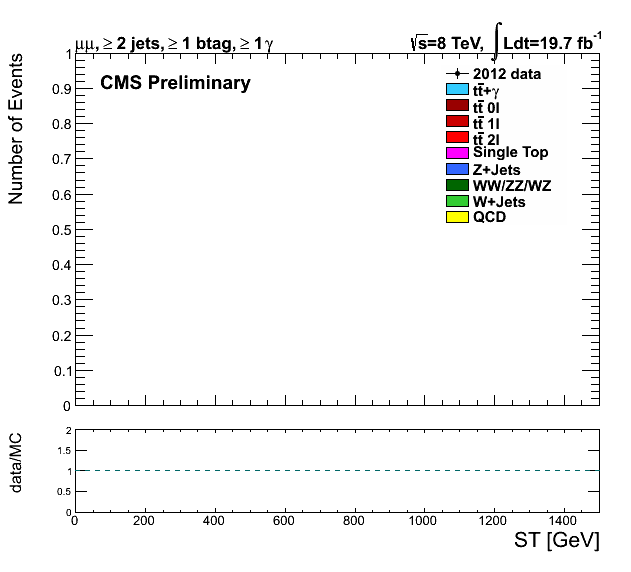 μμ, ≥ 2 jets, ≥ 1 btag, ≥ 1γ
√s=8 TeV, ∫Ldt=19.7 fb⁻¹
CMS Preliminary
2012 data
tt̅+γ
tt̅ 0l
tt̅ 1l
tt̅ 2l
Single Top
Z+Jets
WW/ZZ/WZ
W+Jets
QCD
Number of Events
1
0.9
0.8
0.7
0.6
0.5
0.4
0.3
0.2
0.1
0
data/MC
2
1.5
1
0.5
0
0 200 400 600 800 1000 1200 1400
ST [GeV]